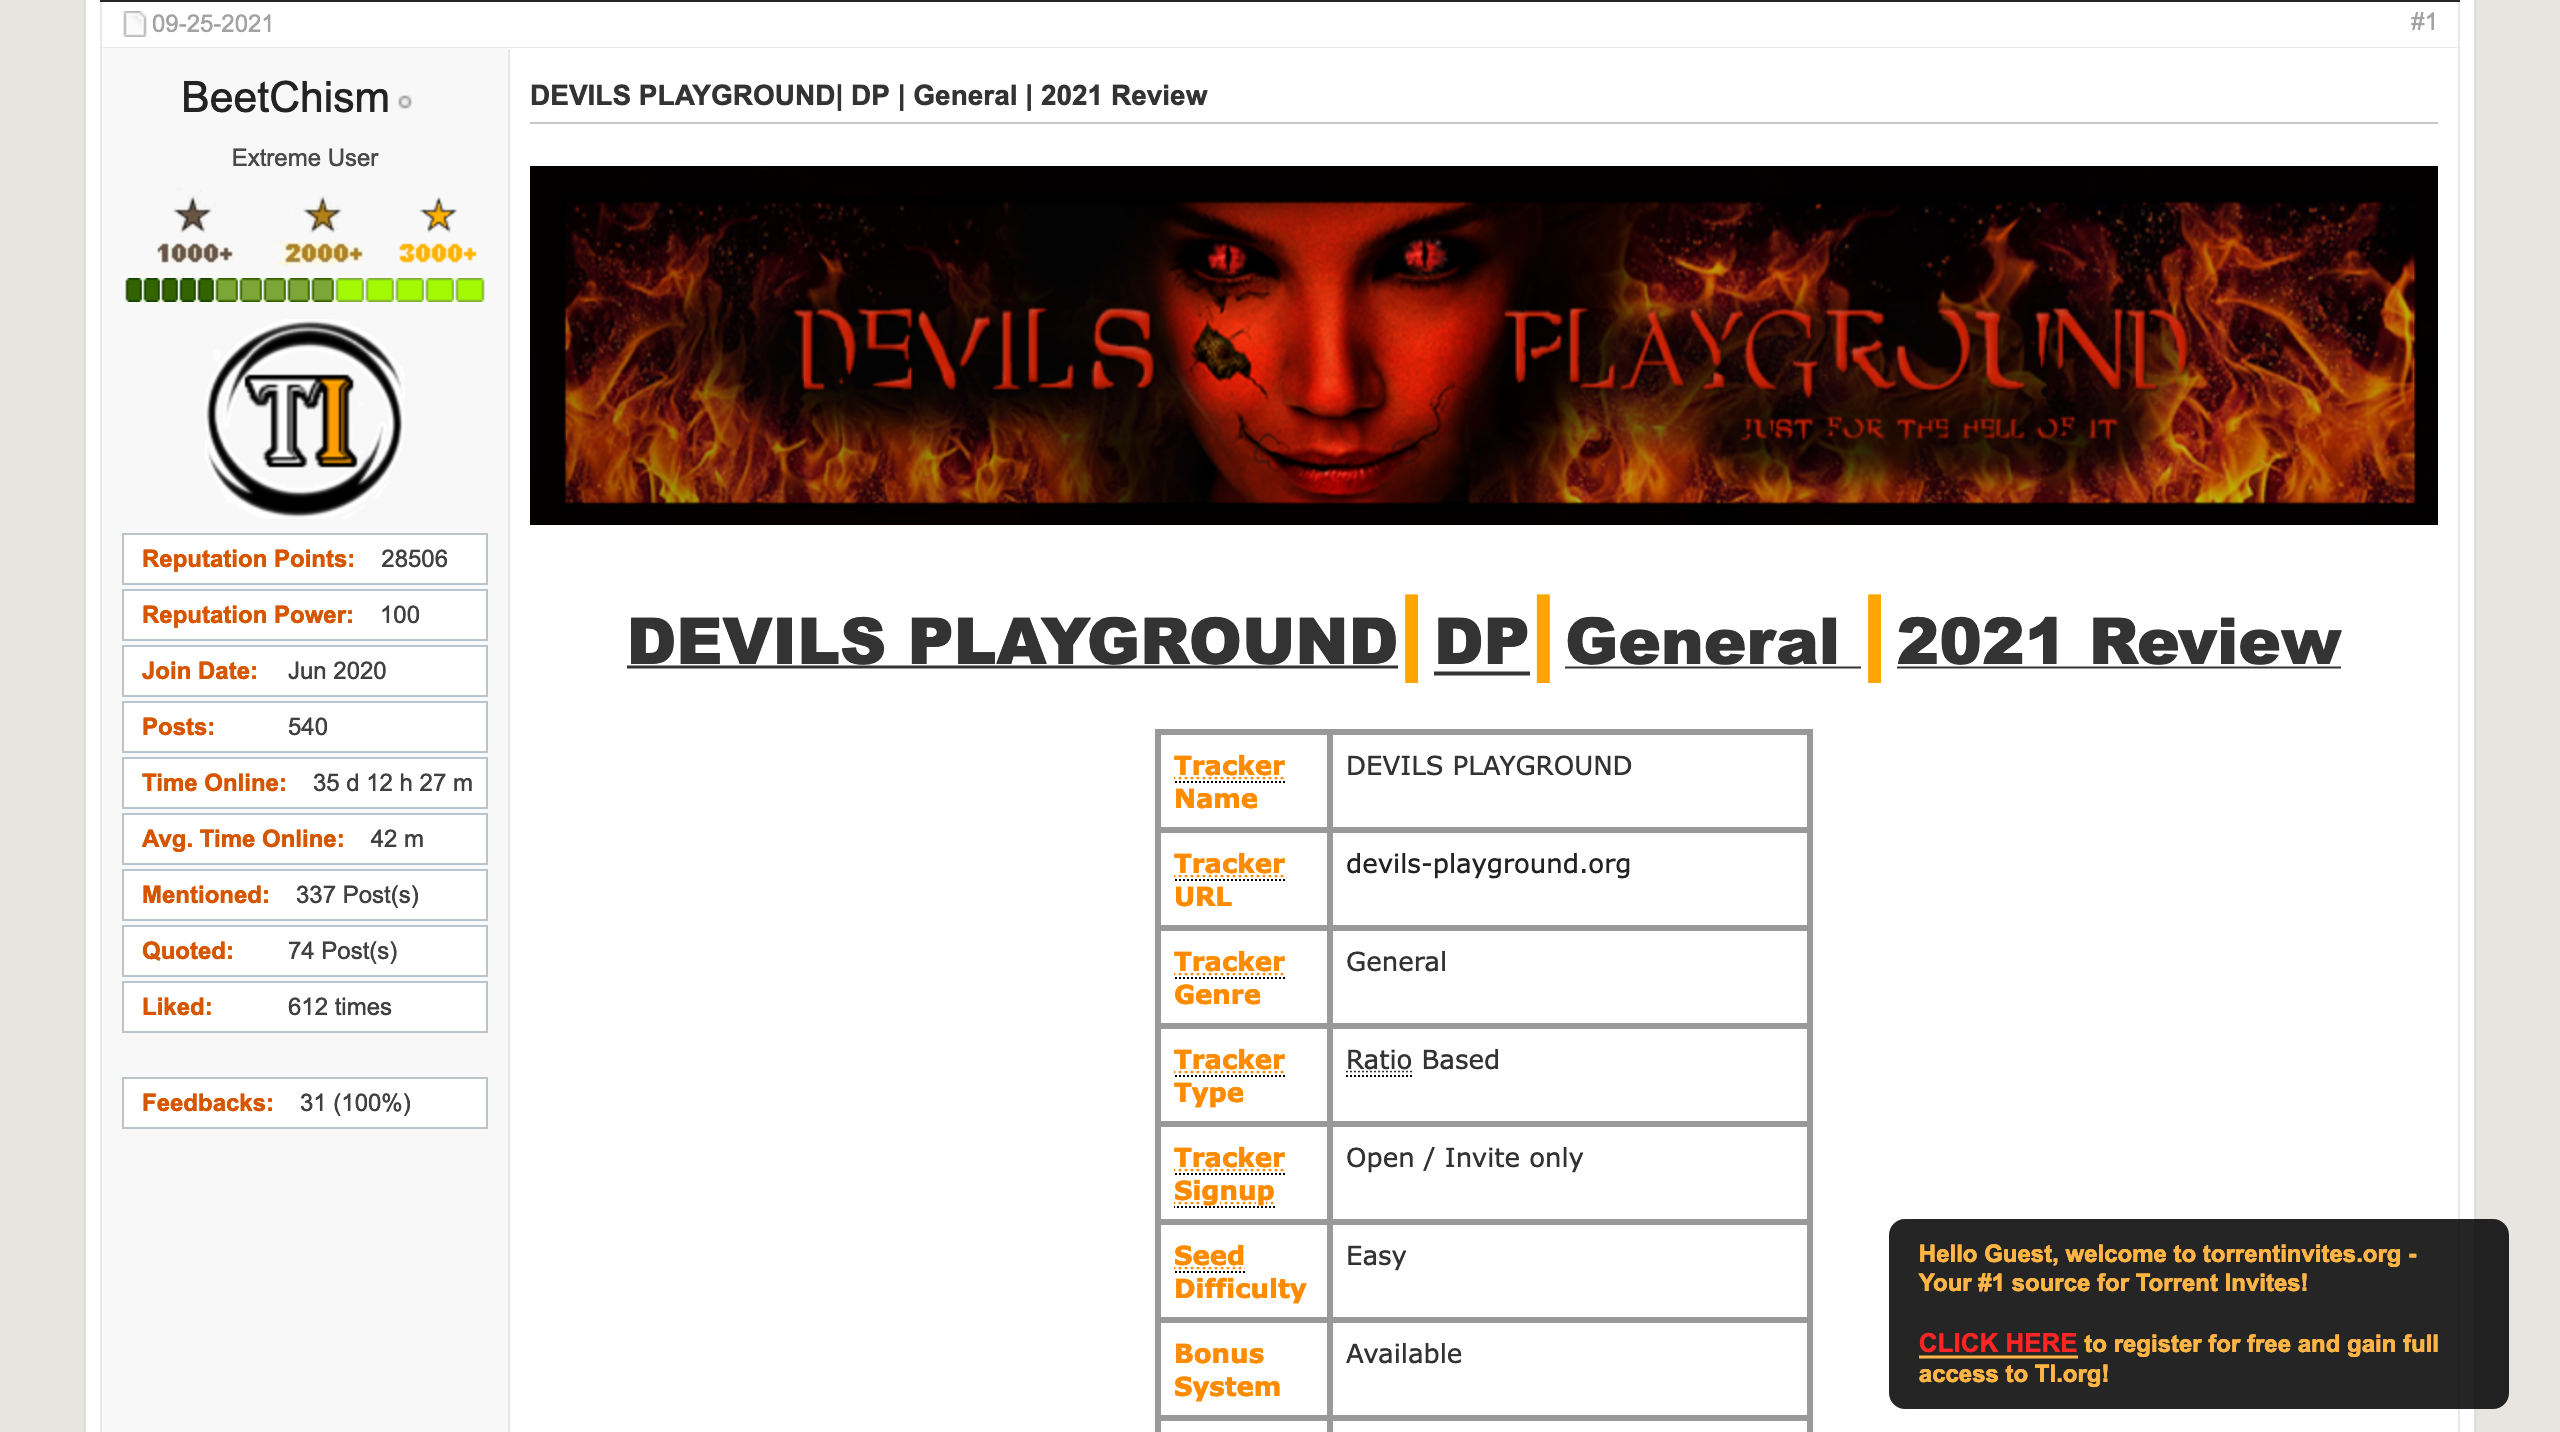 09-25-2021
#1
BeetChism
Extreme User
1000+ 2000+ 3000+
TI
Reputation Points: 28506
Reputation Power: 100
Join Date: Jun 2020
Posts: 540
Time Online: 35 d 12 h 27 m
Avg. Time Online: 42 m
Mentioned: 337 Post(s)
Quoted: 74 Post(s)
Liked: 612 times
Feedbacks: 31 (100%)
DEVILS PLAYGROUND| DP | General | 2021 Review
DEVILS PLAYGROUND
JUST FOR THE HELL OF IT
DEVILS PLAYGROUND| DP| General | 2021 Review
Tracker
Name
DEVILS PLAYGROUND
Tracker
URL
devils-playground.org
Tracker
Genre
General
Tracker
Type
Ratio Based
Tracker
Signup
Open / Invite only
Seed
Difficulty
Easy
Bonus
System
Available
Hello Guest, welcome to torrentinvites.org -
Your #1 source for Torrent Invites!
CLICK HERE to register for free and gain full
access to TI.org!